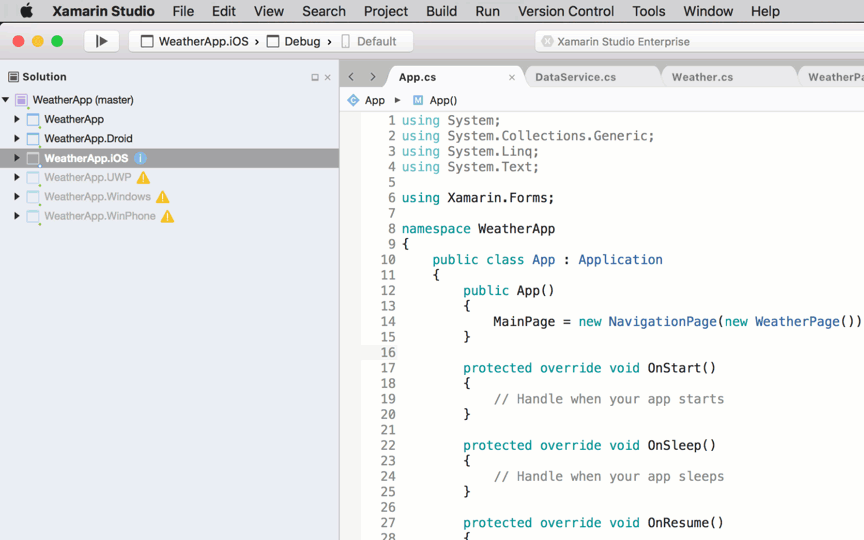 Xamarin Studio File Edit View Search Project Build Run Version Control Tools Window Help
WeatherApp.iOS › Debug › Default
Xamarin Studio Enterprise
Solution
WeatherApp (master)
WeatherApp
WeatherApp.Droid
WeatherApp.iOS
WeatherApp.UWP
WeatherApp.Windows
WeatherApp.WinPhone
App.cs × DataService.cs Weather.cs WeatherPa
App ▸ M App()
1 using System;
2 using System.Collections.Generic;
3 using System.Linq;
4 using System.Text;
5
6 using Xamarin.Forms;
7
8 namespace WeatherApp
9 {
10 public class App : Application
11 {
12 public App()
13 {
14 MainPage = new NavigationPage(new WeatherPage())
15 }
16
17 protected override void OnStart()
18 {
19 // Handle when your app starts
20 }
21
22 protected override void OnSleep()
23 {
24 // Handle when your app sleeps
25 }
26
27 protected override void OnResume()
28 {